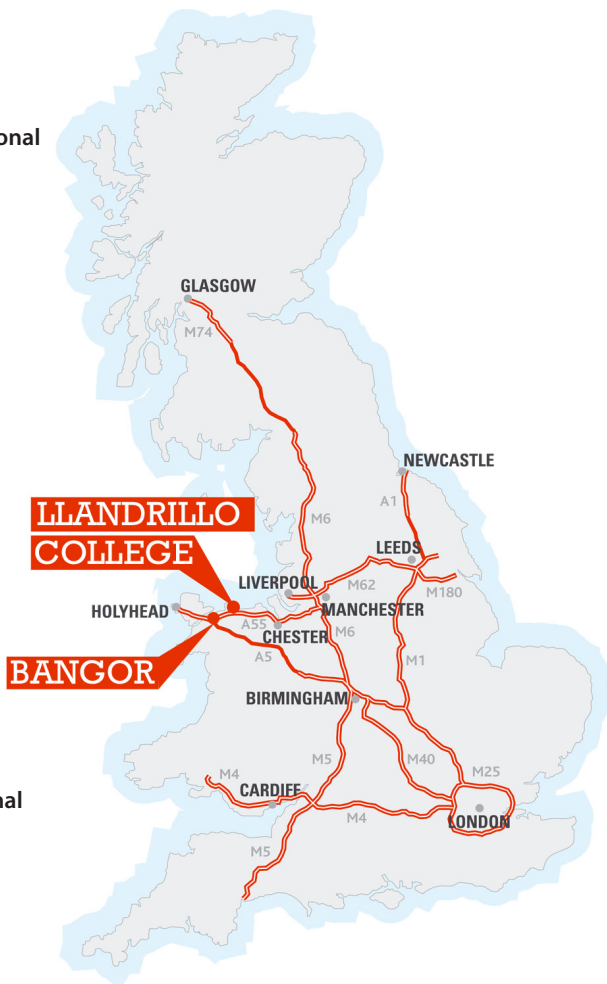 onal
GLASGOW
M74
NEWCASTLE
A1
LLANDRILLO
COLLEGE
M6
LEEDS
LIVERPOOL
M62
M180
HOLYHEAD
MANCHESTER
A55
CHESTER
M6
BANGOR
A5
M1
BIRMINGHAM
M5
M40
M25
M4
CARDIFF
nal
M4
LONDON
M5